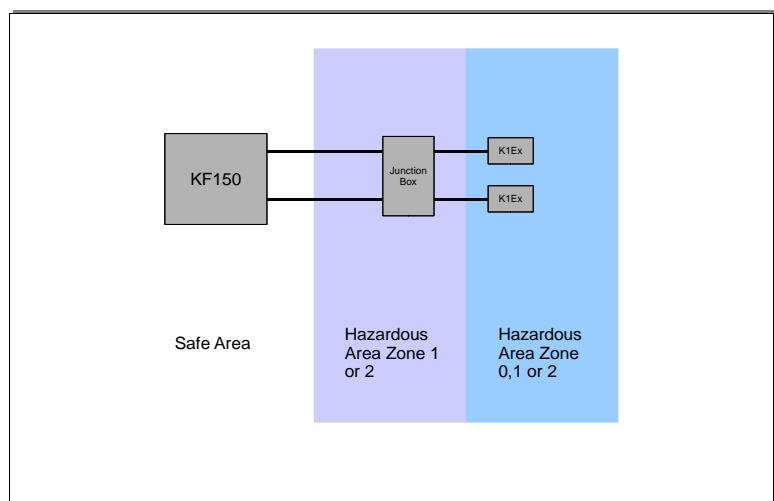 KF150
Junction
Box
K1Ex
K1Ex
Safe Area
Hazardous
Area Zone 1
or 2
Hazardous
Area Zone
0,1 or 2